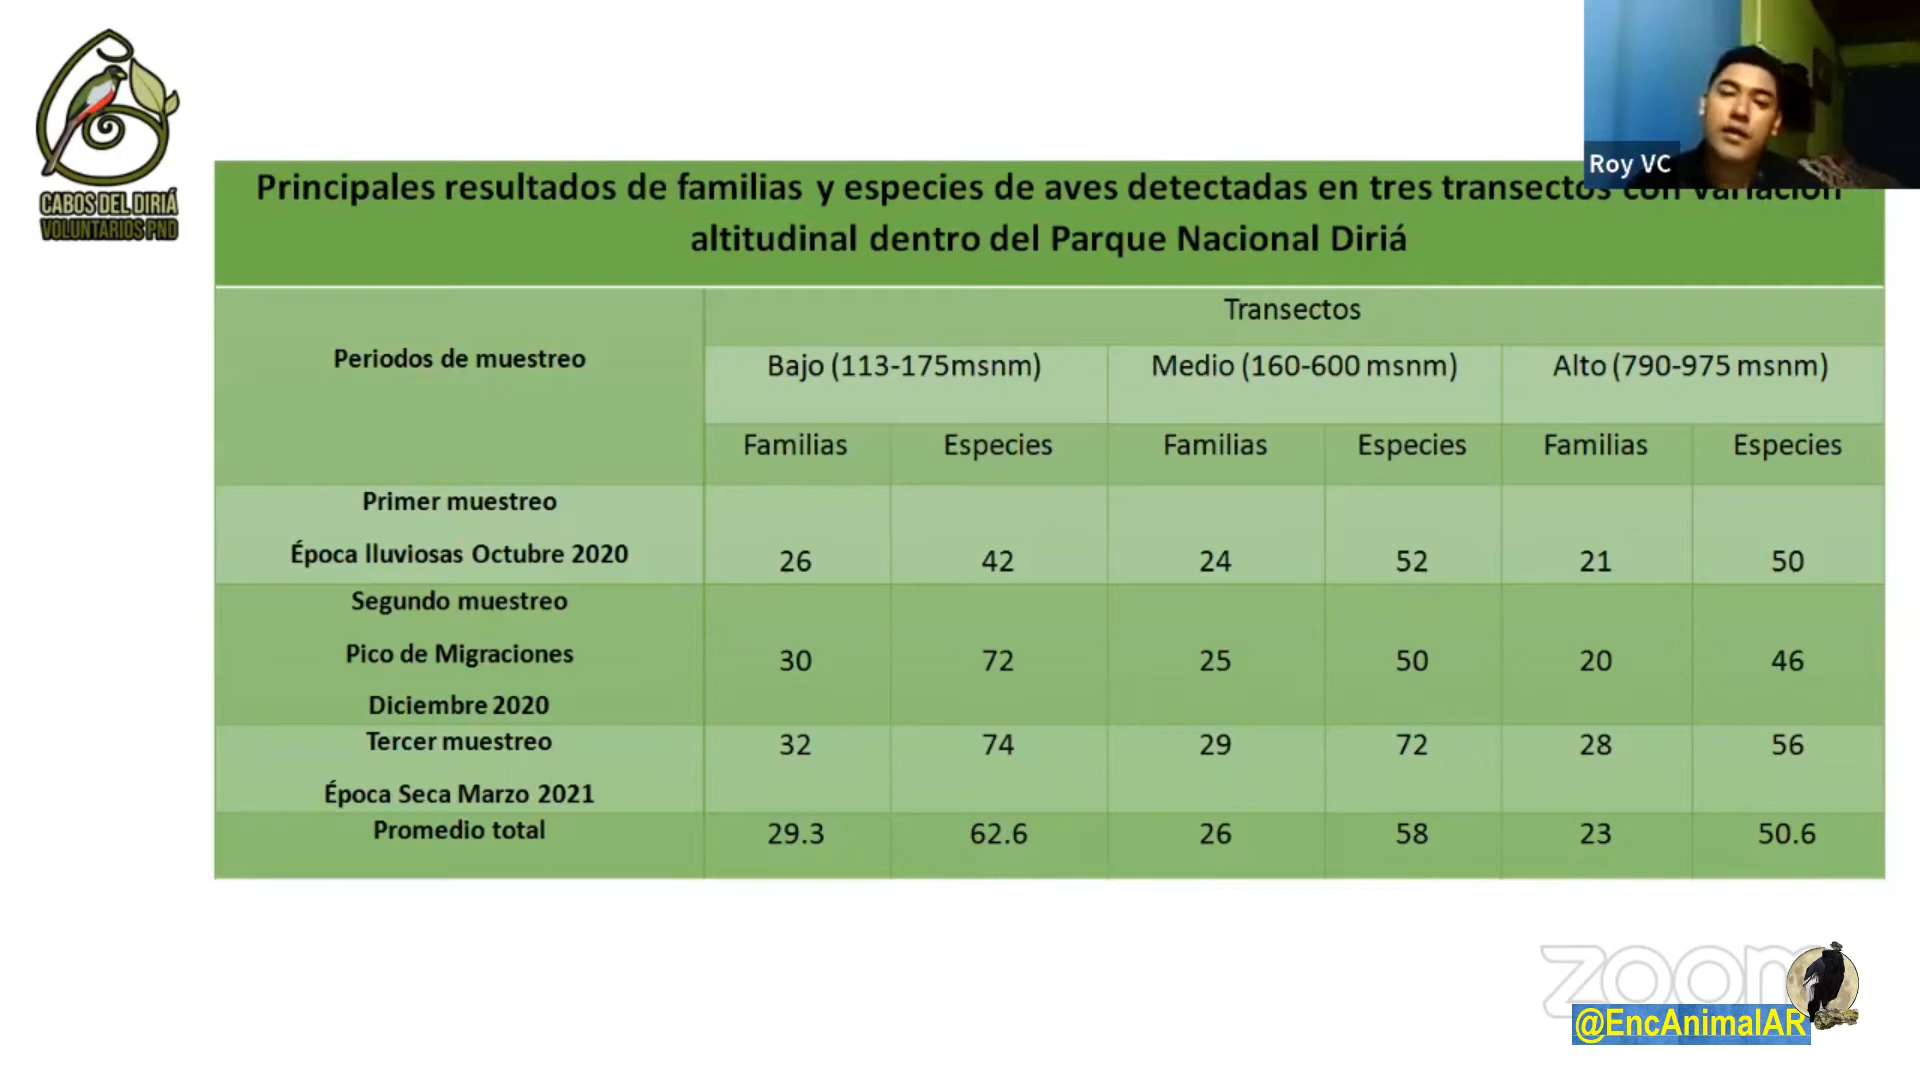 CABOS DEL DIRIÁ
VOLUNTARIOS PND
Roy VC
Principales resultados de familias y especies de aves detectadas en tres transectos con variación
altitudinal dentro del Parque Nacional Diriá
Periodos de muestreo
Transectos
Bajo (113-175msnm) Medio (160-600 msnm) Alto (790-975 msnm)
Familias Especies Familias Especies Familias Especies
Primer muestreo
Época lluviosas Octubre 2020 26 42 24 52 21 50
Segundo muestreo
Pico de Migraciones 30 72 25 50 20 46
Diciembre 2020
Tercer muestreo 32 74 29 72 28 56
Época Seca Marzo 2021
Promedio total 29.3 62.6 26 58 23 50.6
zoom
@EncAnimalAR